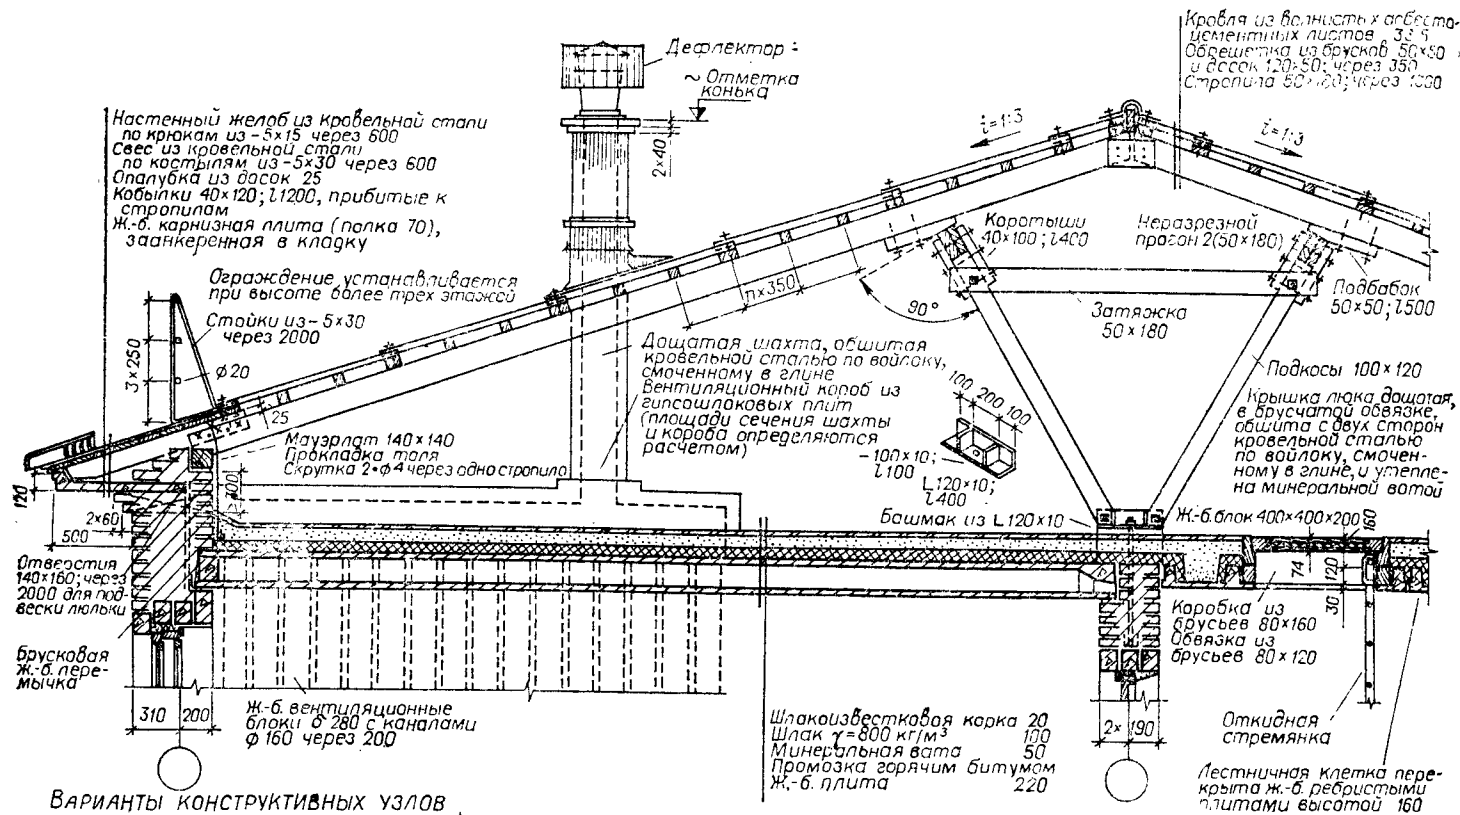 Кровля из волнистых асбесто-
цементных листов
Обрешетка из брусков 50×50
и досок 120×50; через 350
Стропила
Дефлектор
~ Отметка
конька
2×40
i=1:3
i=1:3
Настенный желоб из кровельной стали
по крюкам из -5×15 через 600
Свес из кровельной стали
по костылям из -5×30 через 600
Опалубка из досок 25
Кобылки 40×120; l1200, прибитые к
стропилам
Ж.-б. карнизная плита (полка 70),
заанкеренная в кладку
Коротыши
40×100; l400
Неразрезной
прогон 2(50×180)
Ограждение устанавливается
при высоте более трех этажей
Стойки из -5×30
через 2000
3×250
ф20
25
n×350
90°
Затяжка
50×180
Подбабок
50×50; l500
Дощатая шахта, обшитая
кровельной сталью по войлоку,
смоченному в глине
Вентиляционный короб из
гипсошлаковых плит
(площади сечения шахты
и короба определяются
расчетом)
100
200
100
-100×10;
l100
L120×10;
l400
Подкосы 100×120
Крышка люка дощатая,
в брусчатой обвязке,
обшита с двух сторон
кровельной сталью
по войлоку, смочен-
ному в глине, и утепле-
на минеральной ватой
Мауэрлат 140×140
Прокладка толя
Скрутка 2•ф4 через одно стропило
120
2×60
500
Башмак из L120×10
Ж.-б. блок 400×400×200
160
74
120
30
Отверстия
140×160; через
2000 для под-
вески люльки
Брусковая
ж.-б. пере-
мычка
Коробка из
брусьев 80×160
Обвязка из
брусьев 80×120
310
200
Ж.-б. вентиляционные
блоки б 280 с каналами
ф 160 через 200
Шлакоизвестковая корка 20
Шлак γ=800 кг/м³ 100
Минеральная вата 50
Промозка горячим битумом
Ж.-б. плита 220
2×
190
Откидная
стремянка
Лестничная клетка пере-
крыта ж.-б. ребристыми
плитами высотой 160
Варианты конструктивных узлов